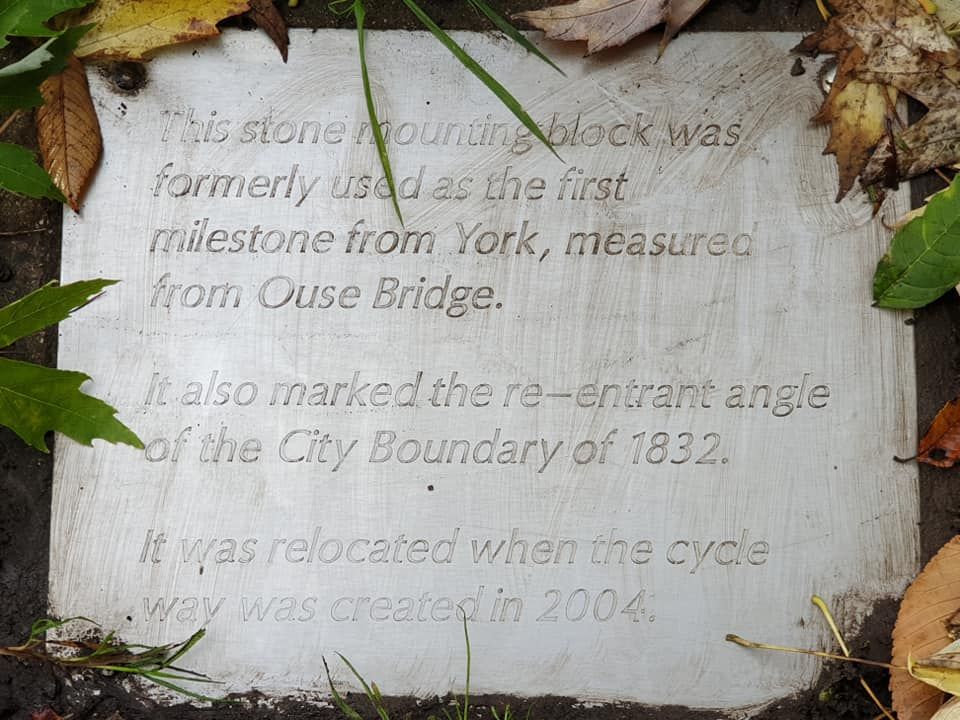 This stone mounting block was
formerly used as the first
milestone from York, measured
from Ouse Bridge.
It also marked the re–entrant angle
of the City Boundary of 1832.
It was relocated when the cycle
way was created in 2004.